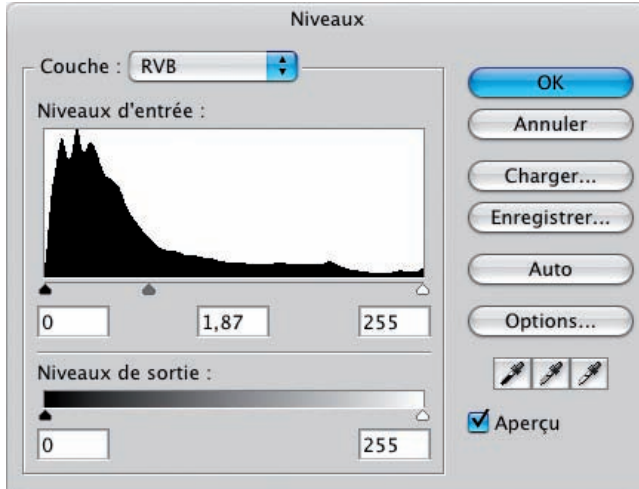 Niveaux
Couche : RVB
Niveaux d'entrée :
0
1,87
255
Niveaux de sortie :
0
255
OK
Annuler
Charger...
Enregistrer...
Auto
Options...
Aperçu